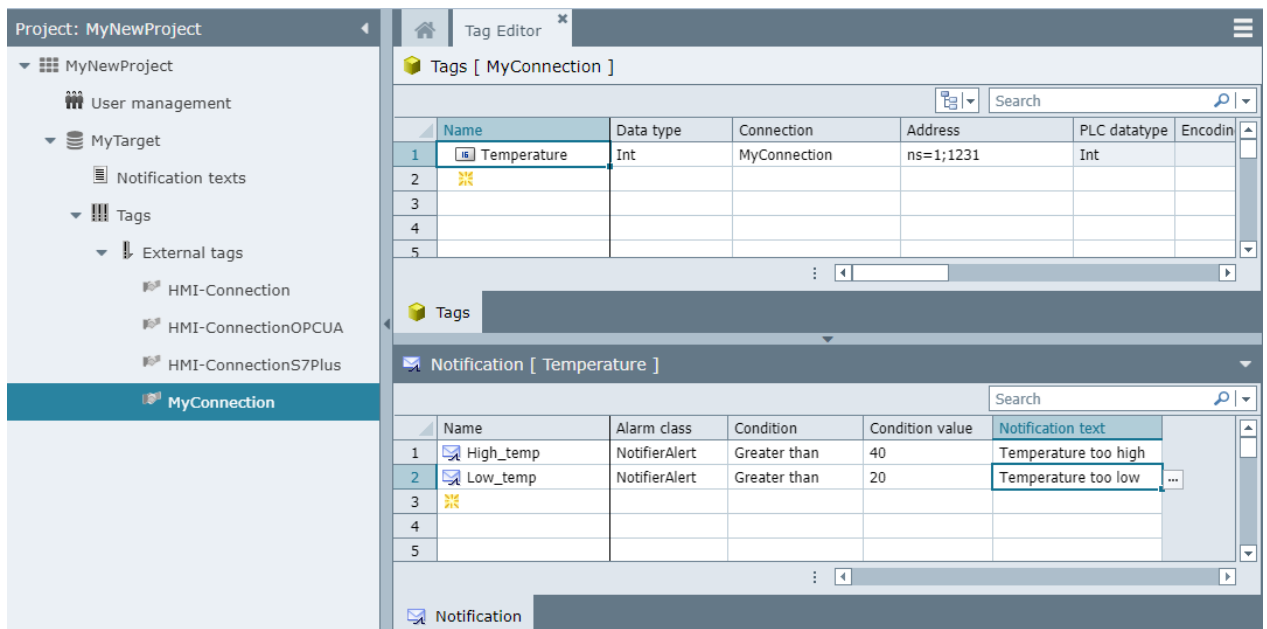 Project: MyNewProject
MyNewProject
User management
MyTarget
Notification texts
Tags
External tags
HMI-Connection
HMI-ConnectionOPCUA
HMI-ConnectionS7Plus
MyConnection
Tag Editor
Tags [ MyConnection ]
Search
Name Data type Connection Address PLC datatype Encodin
1 16 Temperature Int MyConnection ns=1;1231 Int
2
3
4
5
Tags
Notification [ Temperature ]
Search
Name Alarm class Condition Condition value Notification text
1 High_temp NotifierAlert Greater than 40 Temperature too high
2 Low_temp NotifierAlert Greater than 20 Temperature too low ...
3
4
5
Notification